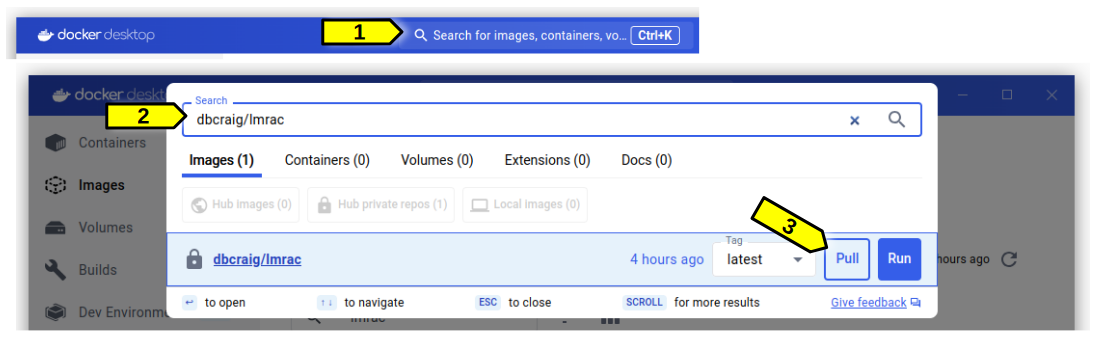 docker desktop
1
Search for images, containers, vo... Ctrl+K
docker deskt
2
Search
dbcraig/lmrac
Containers
Images (1) Containers (0) Volumes (0) Extensions (0) Docs (0)
Images
Hub images (0) Hub private repos (1) Local images (0)
Volumes
3
Tag
dbcraig/lmrac 4 hours ago latest Pull Run
hours ago
Builds
to open to navigate ESC to close SCROLL for more results Give feedback
Dev Environme
lmrac